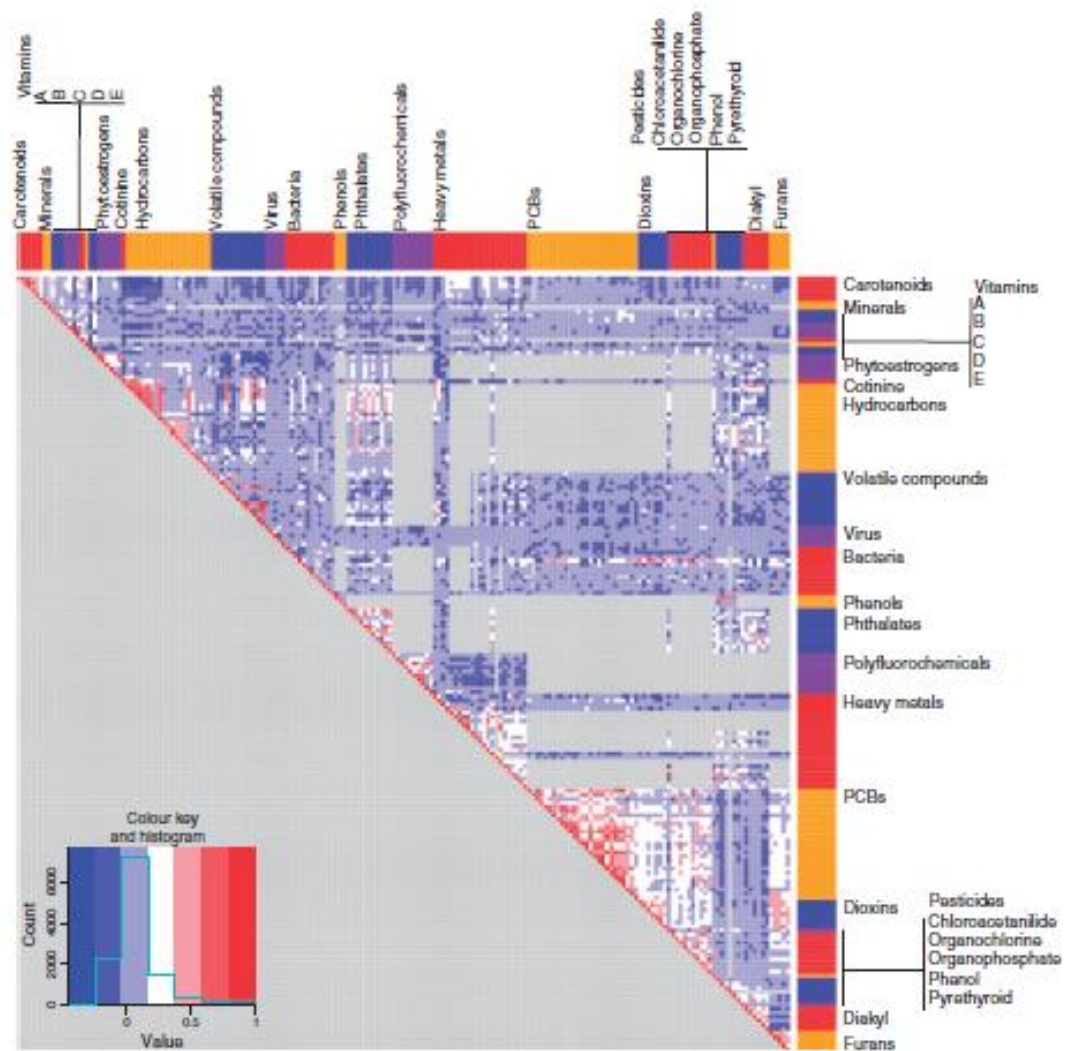 Vitamins
A
B
C
D
E
Carotenoids
Minerals
Phytoestrogens
Cotinine
Hydrocarbons
Volatile compounds
Virus
Bacteria
Phenols
Phthalates
Polyfluorochemicals
Heavy metals
PCBs
Dioxins
Pesticides
Chloroacetanilide
Organochlorine
Organophosphate
Phenol
Pyrethyroid
Diakyl
Furans
Carotenoids
Minerals
Vitamins
A
B
C
D
E
Phytoestrogens
Cotinine
Hydrocarbons
Volatile compounds
Virus
Bacteria
Phenols
Phthalates
Polyfluorochemicals
Heavy metals
PCBs
Dioxins
Pesticides
Chloroacetanilide
Organochlorine
Organophosphate
Phenol
Pyrethyroid
Diakyl
Furans
Colour key
and histogram
Count
0 2000 4000 6000
0 0.5 1
Value